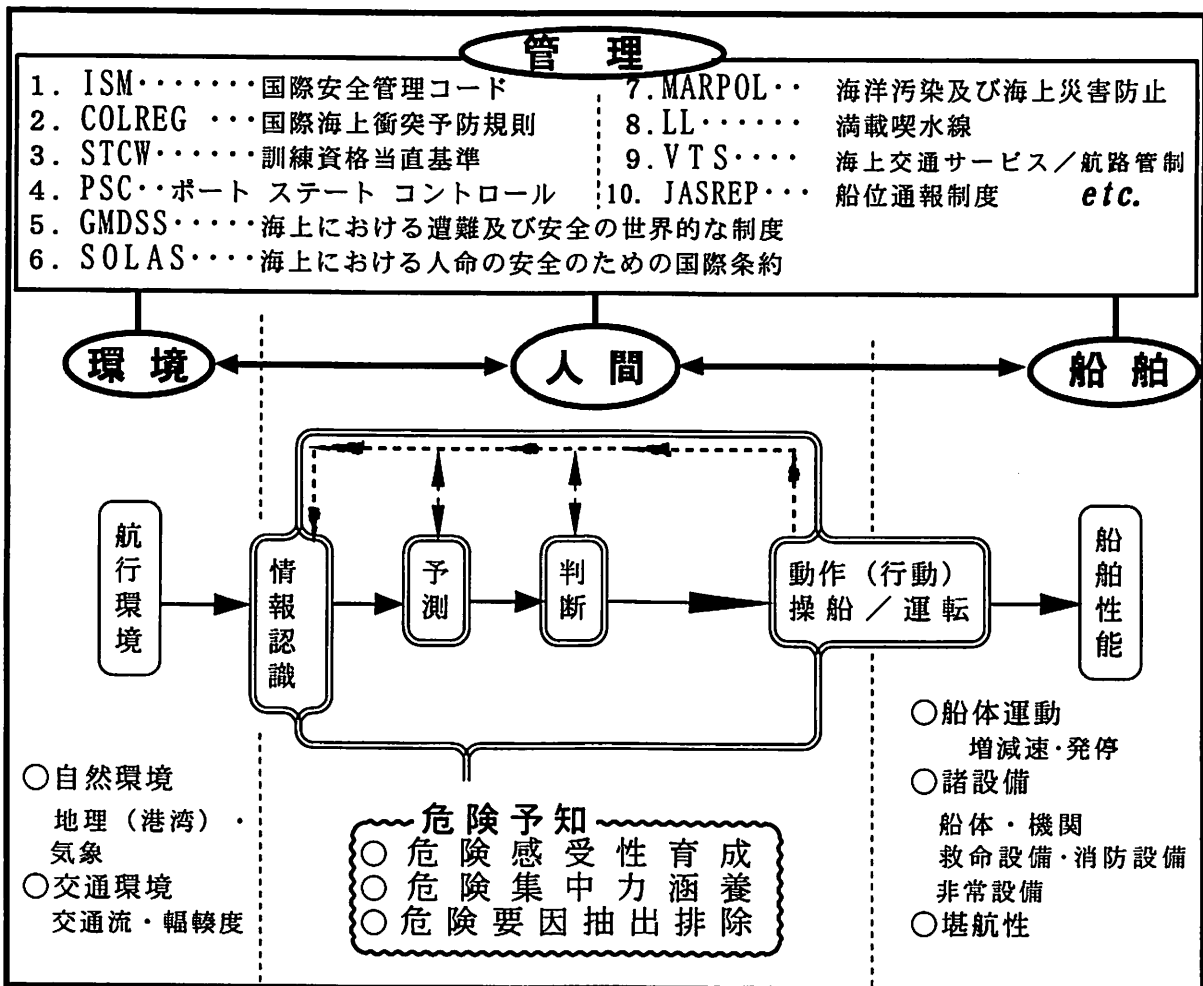 管理
1. ISM‥‥‥‥国際安全管理コード
2. COLREG ‥‥国際海上衝突予防規則
3. STCW‥‥‥訓練資格当直基準
4. PSC‥ポート ステート コントロール
5. GMDSS‥‥‥海上における遭難及び安全の世界的な制度
6. SOLAS‥‥海上における人命の安全のための国際条約
7. MARPOL‥ 海洋汚染及び海上災害防止
8. LL‥‥‥ 満載喫水線
9. VTS‥‥ 海上交通サービス/航路管制
10. JASREP‥‥ 船位通報制度 etc.
環境
人間
船舶
航行環境
情報認識
予測
判断
動作(行動)
操船/運転
船舶性能
○自然環境
地理(港湾)・
気象
○交通環境
交通流・輻輳度
危険予知
○危険感受性育成
○危険集中力涵養
○危険要因抽出排除
○船体運動
増減速・発停
○諸設備
船体・機関
救命設備・消防設備
非常設備
○堪航性